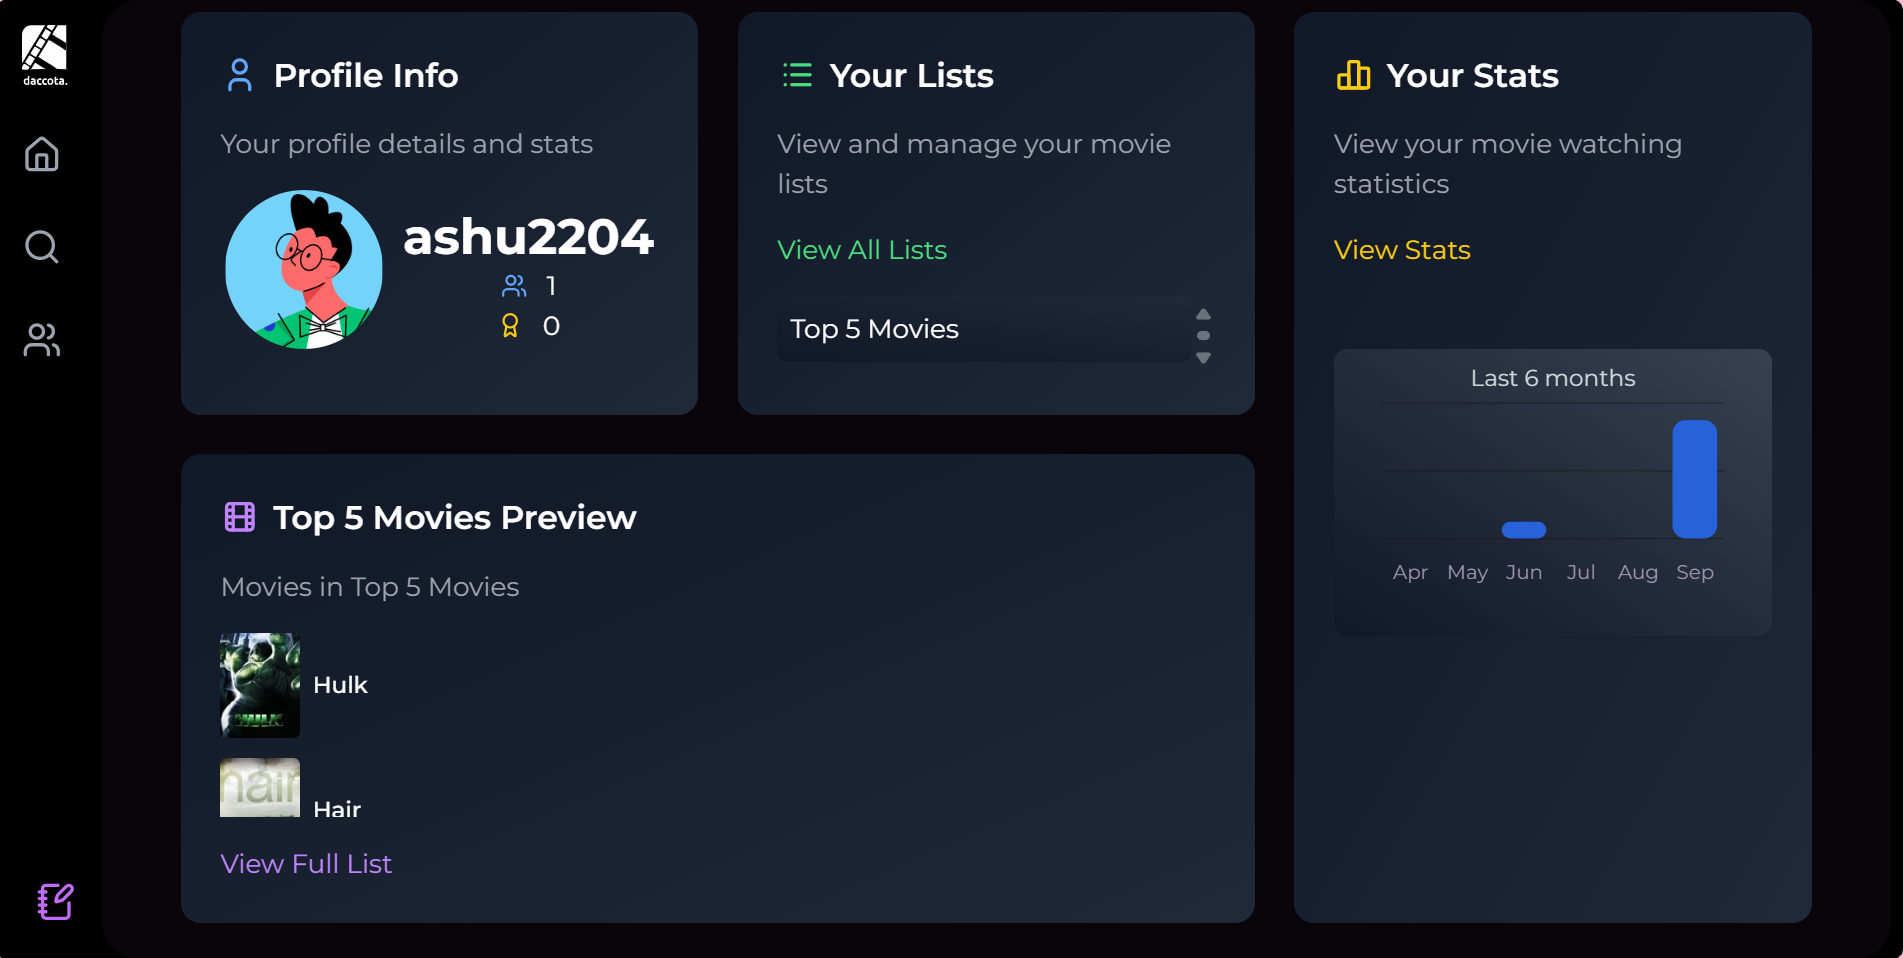 daccota.
Profile Info
Your profile details and stats
ashu2204
1
0
Your Lists
View and manage your movie
lists
View All Lists
Top 5 Movies
Your Stats
View your movie watching
statistics
View Stats
Last 6 months
Apr May Jun Jul Aug Sep
Top 5 Movies Preview
Movies in Top 5 Movies
HULK
Hulk
hair
Hair
View Full List